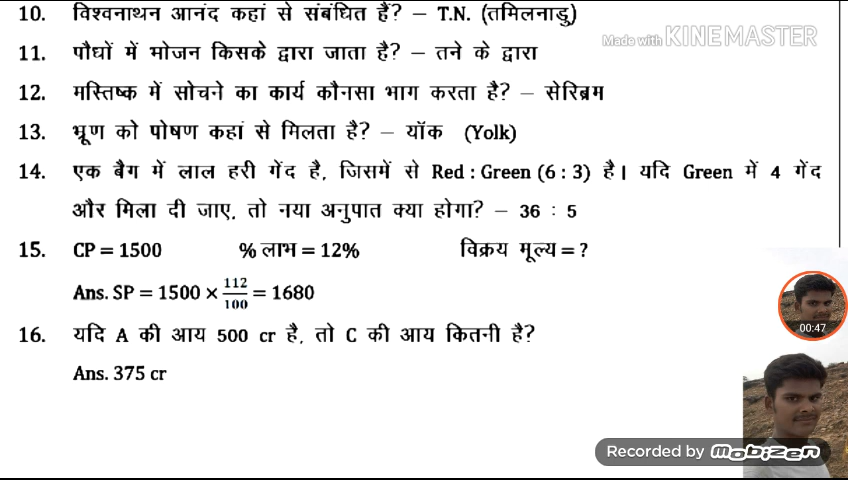 10. विश्वनाथन आनंद कहां से संबंधित हैं? – T.N. (तमिलनाडु)
Made with KINEMASTER
11. पौधों में भोजन किसके द्वारा जाता है? – तने के द्वारा
12. मस्तिष्क में सोचने का कार्य कौनसा भाग करता है? – सेरिब्रम
13. भ्रूण को पोषण कहां से मिलता है? – यॉक (Yolk)
14. एक बैग में लाल हरी गेंद है, जिसमें से Red : Green (6 : 3) है। यदि Green में 4 गेंद
और मिला दी जाए, तो नया अनुपात क्या होगा? – 36 : 5
15. CP = 1500 % लाभ = 12% विक्रय मूल्य = ?
Ans. SP = 1500 × 112/100 = 1680
00:47
16. यदि A की आय 500 cr है, तो C की आय कितनी है?
Ans. 375 cr
Recorded by Mobizen